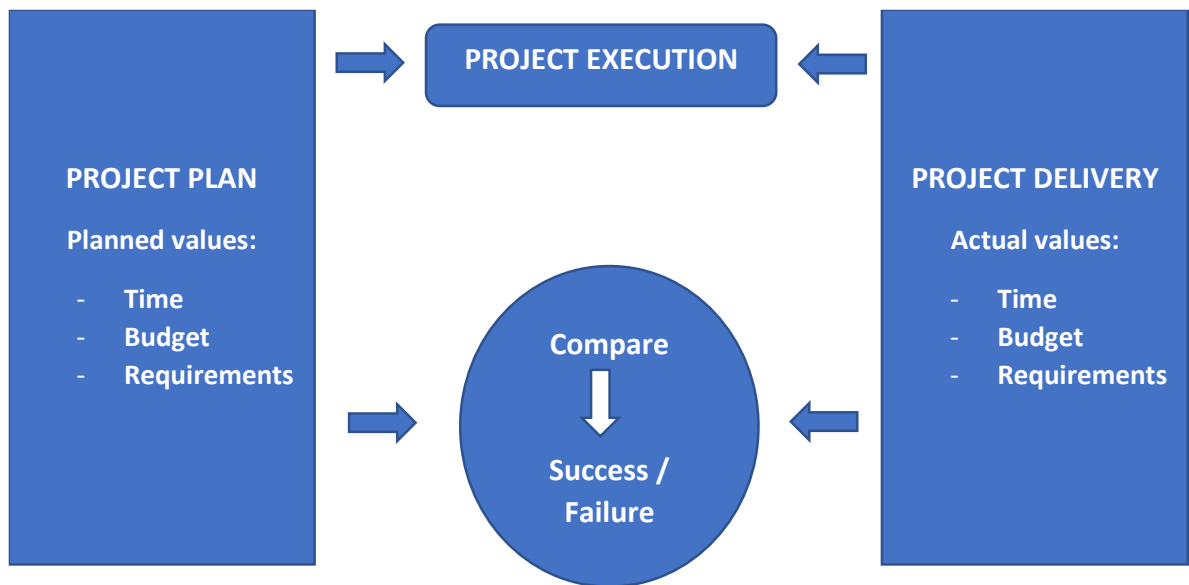 PROJECT EXECUTION
PROJECT PLAN
Planned values:
- Time
- Budget
- Requirements
Compare
Success /
Failure
PROJECT DELIVERY
Actual values:
- Time
- Budget
- Requirements